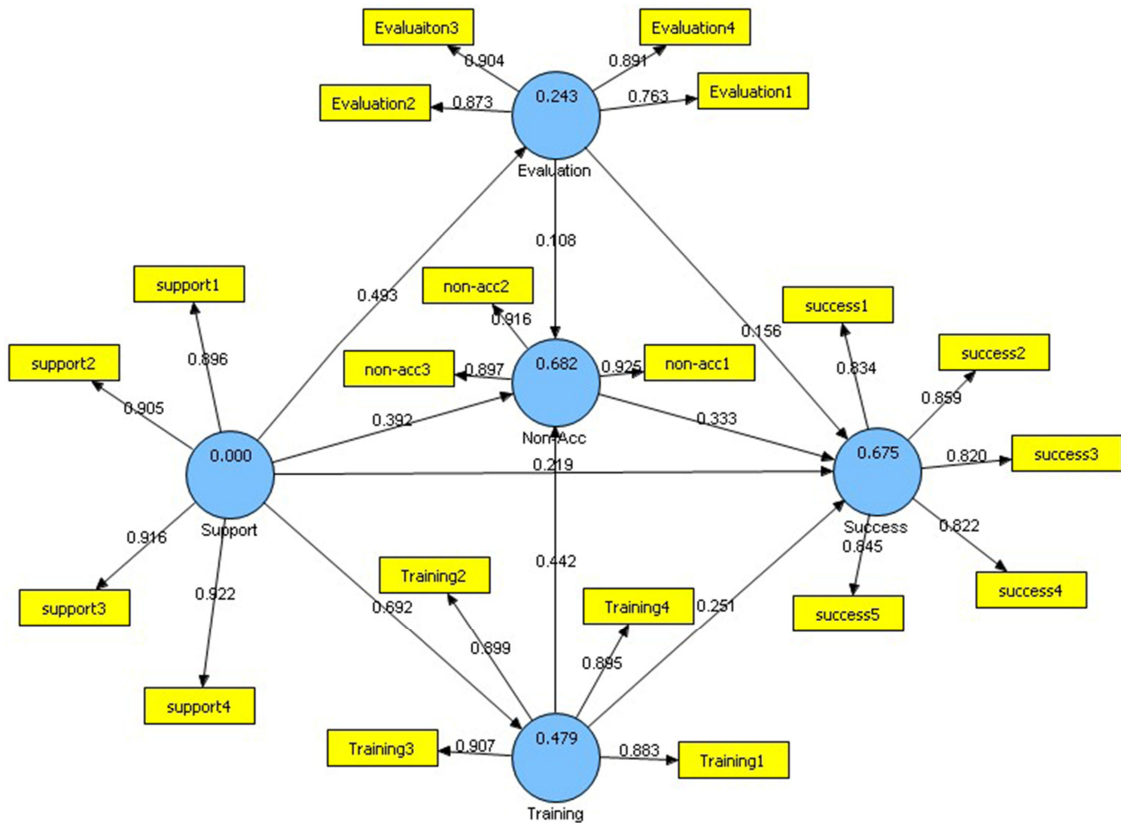 Evaluaiton3
Evaluation4
0.904
0.891
Evaluation2
0.873
0.243
0.763
Evaluation1
Evaluation
0.108
support1
non-acc2
0.493
success1
0.156
0.916
support2
0.896
non-acc3
0.897
0.682
0.925
non-acc1
success2
0.834
0.859
0.905
0.392
Non-Acc
0.333
0.000
0.219
0.675
0.820
success3
Support
Success
0.916
0.922
0.442
0.822
0.845
Training2
Training4
success4
support3
0.692
0.251
success5
0.899
0.895
support4
Training3
0.907
0.479
0.883
Training1
Training